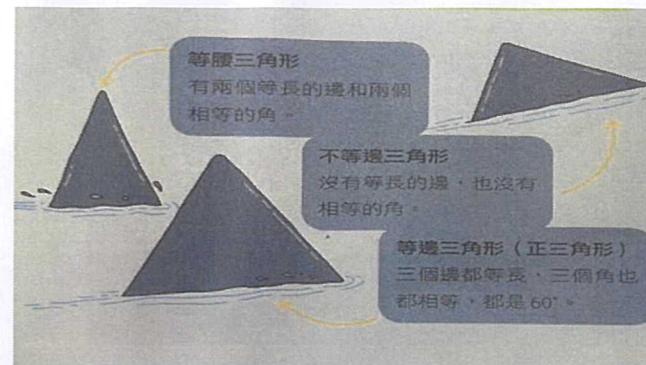 等腰三角形
有兩個等長的邊和兩個
相等的角。
不等邊三角形
沒有等長的邊，也沒有
相等的角。
等邊三角形（正三角形）
三個邊都等長，三個角也
都相等，都是 60°。